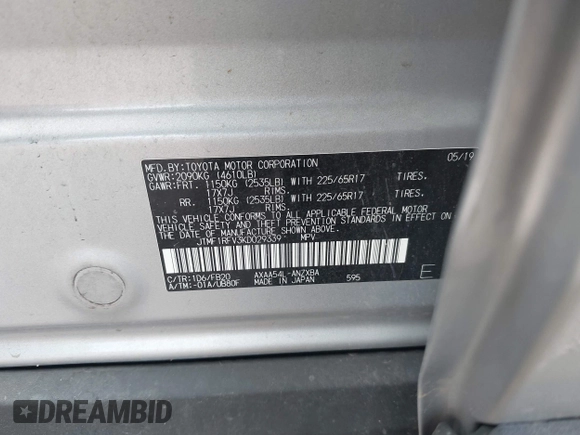 MFD.BY:TOYOTA MOTOR CORPORATION 05/19
GVWR:2090KG (4610LB)
GAWR:FRT. 1150KG (2535LB) WITH 225/65R17 TIRES.
17X7J RIMS.
RR. 1150KG (2535LB) WITH 225/65R17 TIRES.
17X7J RIMS.
THIS VEHICLE CONFORMS TO ALL APPLICABLE FEDERAL MOTOR
VEHICLE SAFETY AND THEFT PREVENTION STANDARDS IN EFFECT ON
THE DATE OF MANUFACTURE SHOWN ABOVE.
JTMF1RFV3KD029339 MPV
C/TR:1D6/FB20 AXAA54L-ANZXBA
A/TM:-01A/UB80F MADE IN JAPAN 595 E
DREAMBID